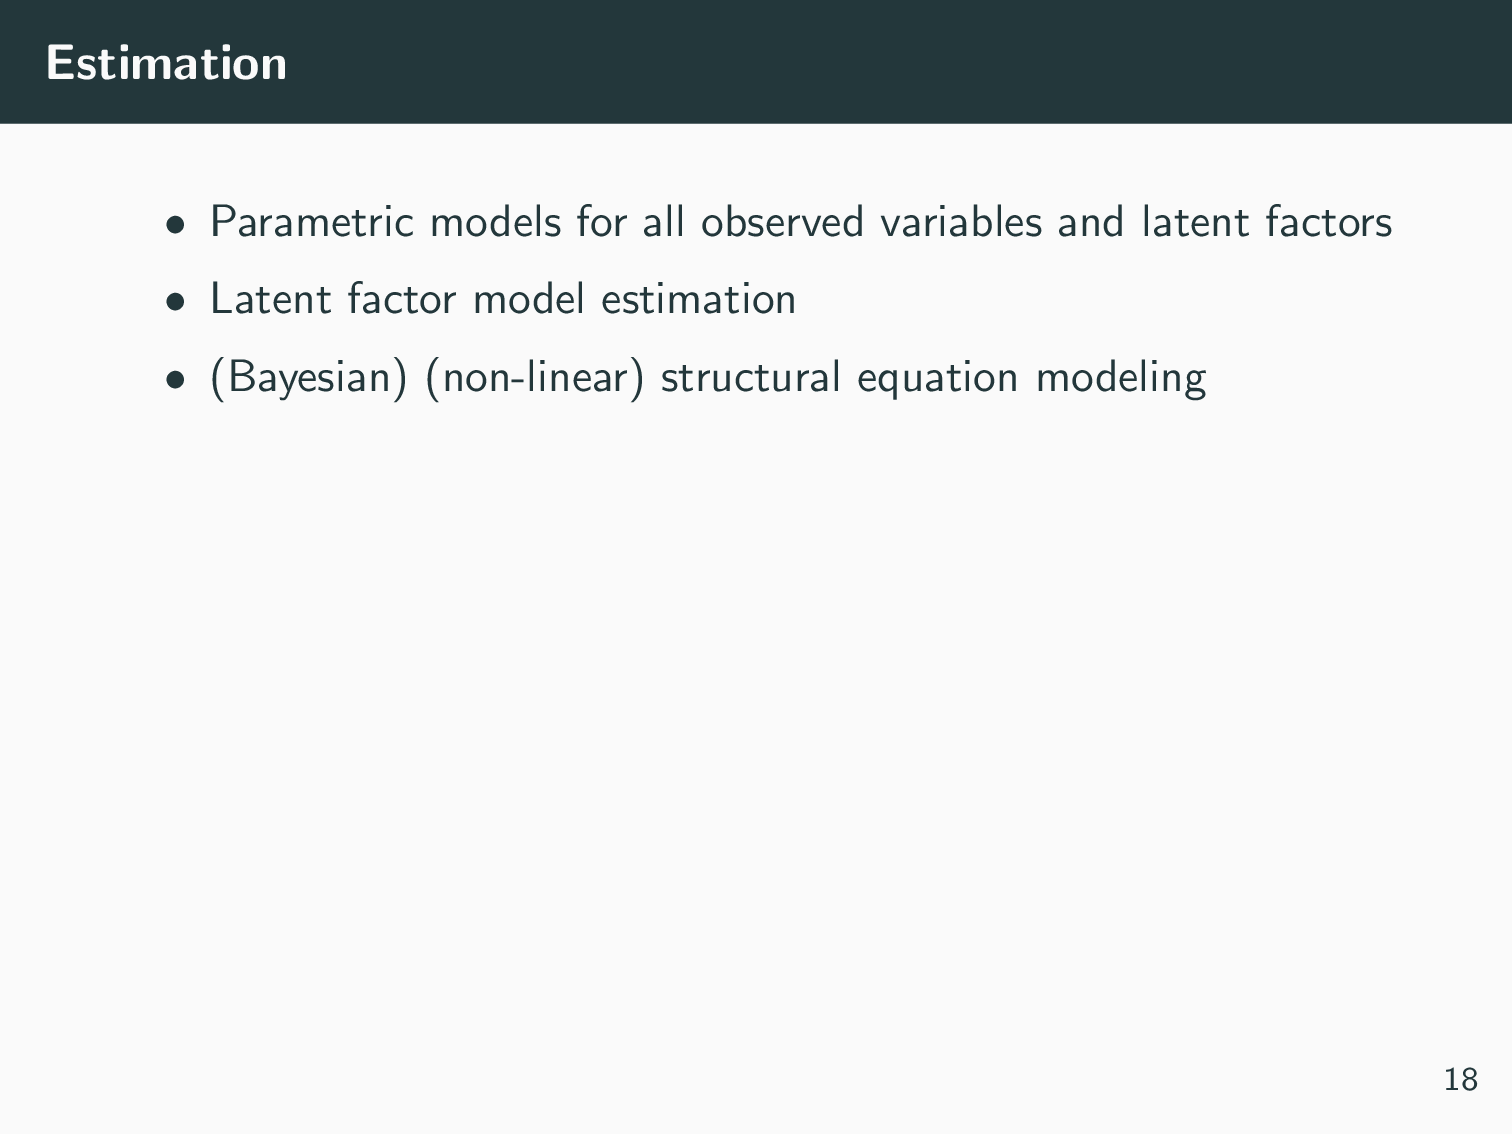 Estimation
• Parametric models for all observed variables and latent factors
• Latent factor model estimation
• (Bayesian) (non-linear) structural equation modeling
18